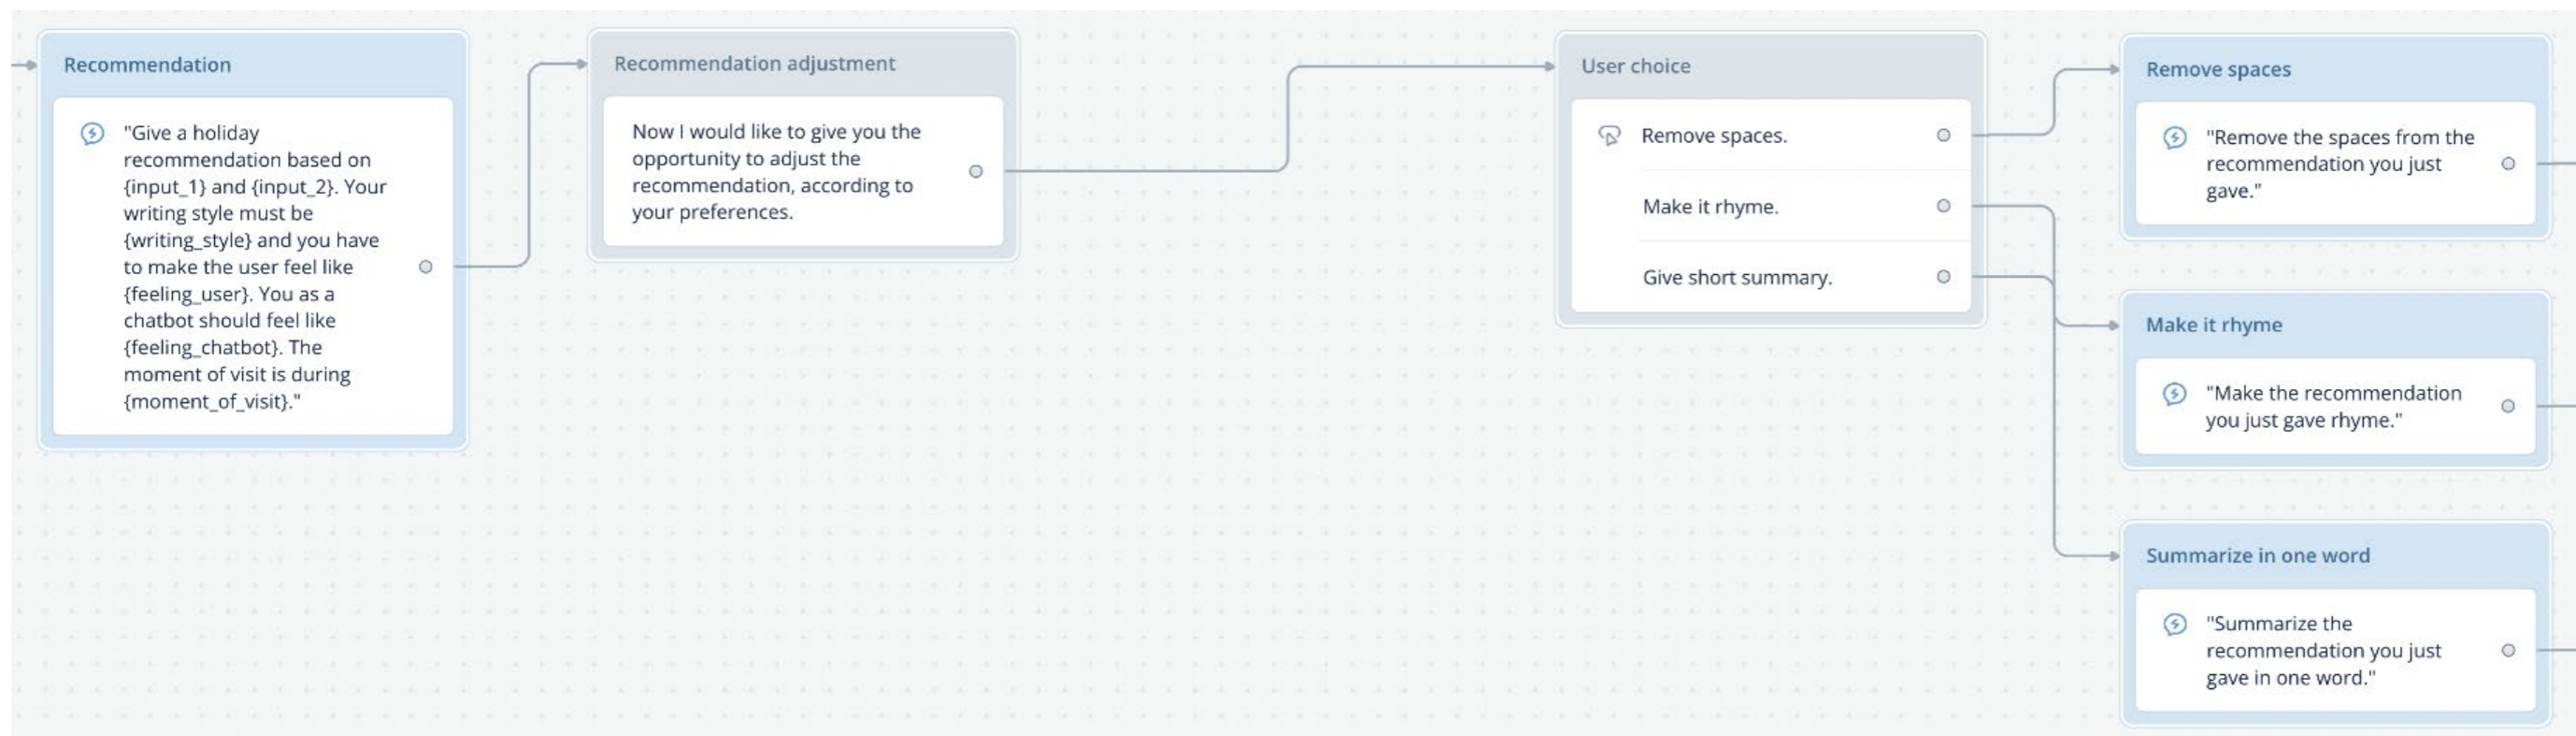 Recommendation
"Give a holiday
recommendation based on
{input_1} and {input_2}. Your
writing style must be
{writing_style} and you have
to make the user feel like
{feeling_user}. You as a
chatbot should feel like
{feeling_chatbot}. The
moment of visit is during
{moment_of_visit}."
Recommendation adjustment
Now I would like to give you the
opportunity to adjust the
recommendation, according to
your preferences.
User choice
Remove spaces.
Make it rhyme.
Give short summary.
Remove spaces
"Remove the spaces from the
recommendation you just
gave."
Make it rhyme
"Make the recommendation
you just gave rhyme."
Summarize in one word
"Summarize the
recommendation you just
gave in one word."